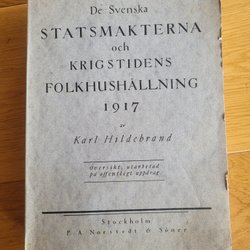 De Svenska
STATSMAKTERNA
och
KRIGSTIDENS
FOLKHUSHÅLLNING
1917
av
Karl Hildebrand
Översikt, utarbetad
på offentligt uppdrag
Stockholm
P. A. Norstedt & Söner